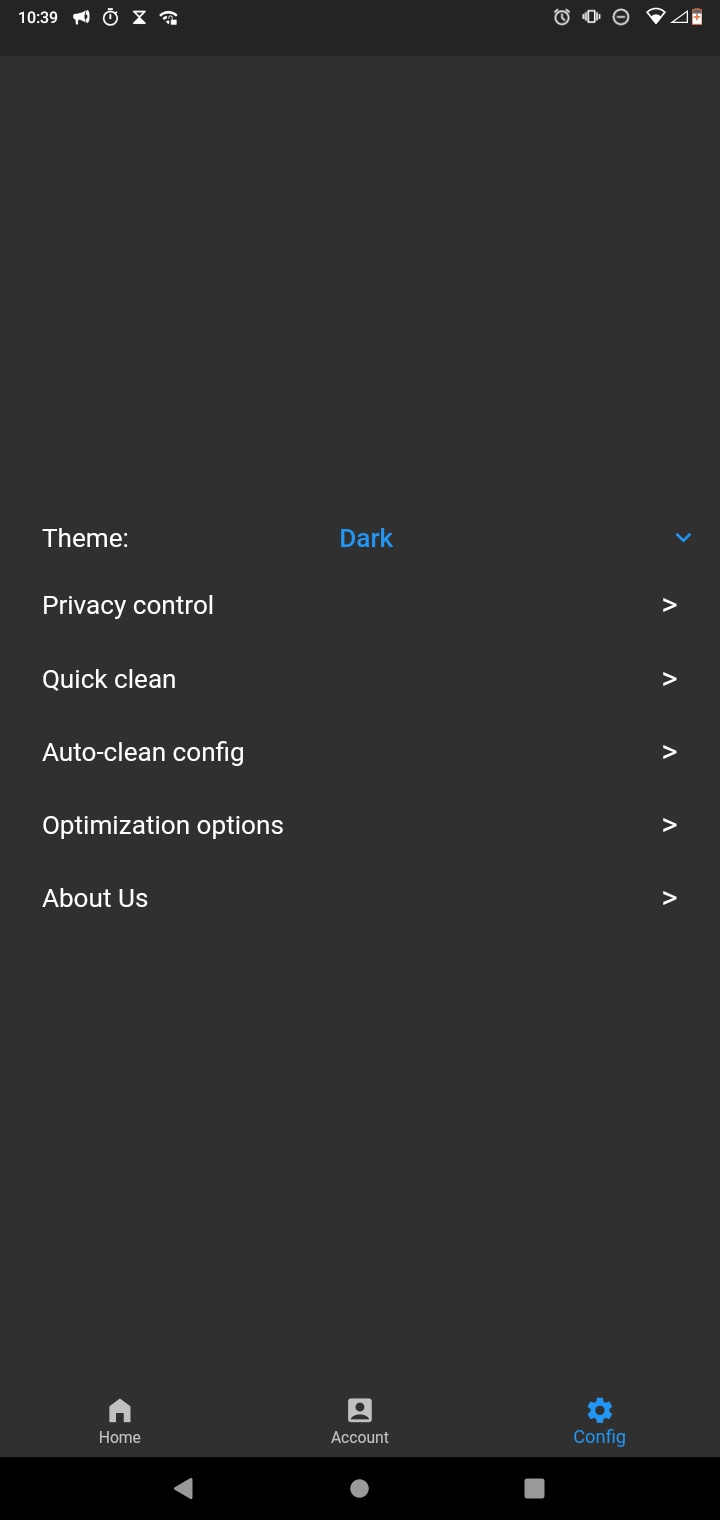 10:39
Theme: Dark
Privacy control >
Quick clean >
Auto-clean config >
Optimization options >
About Us >
Home Account Config